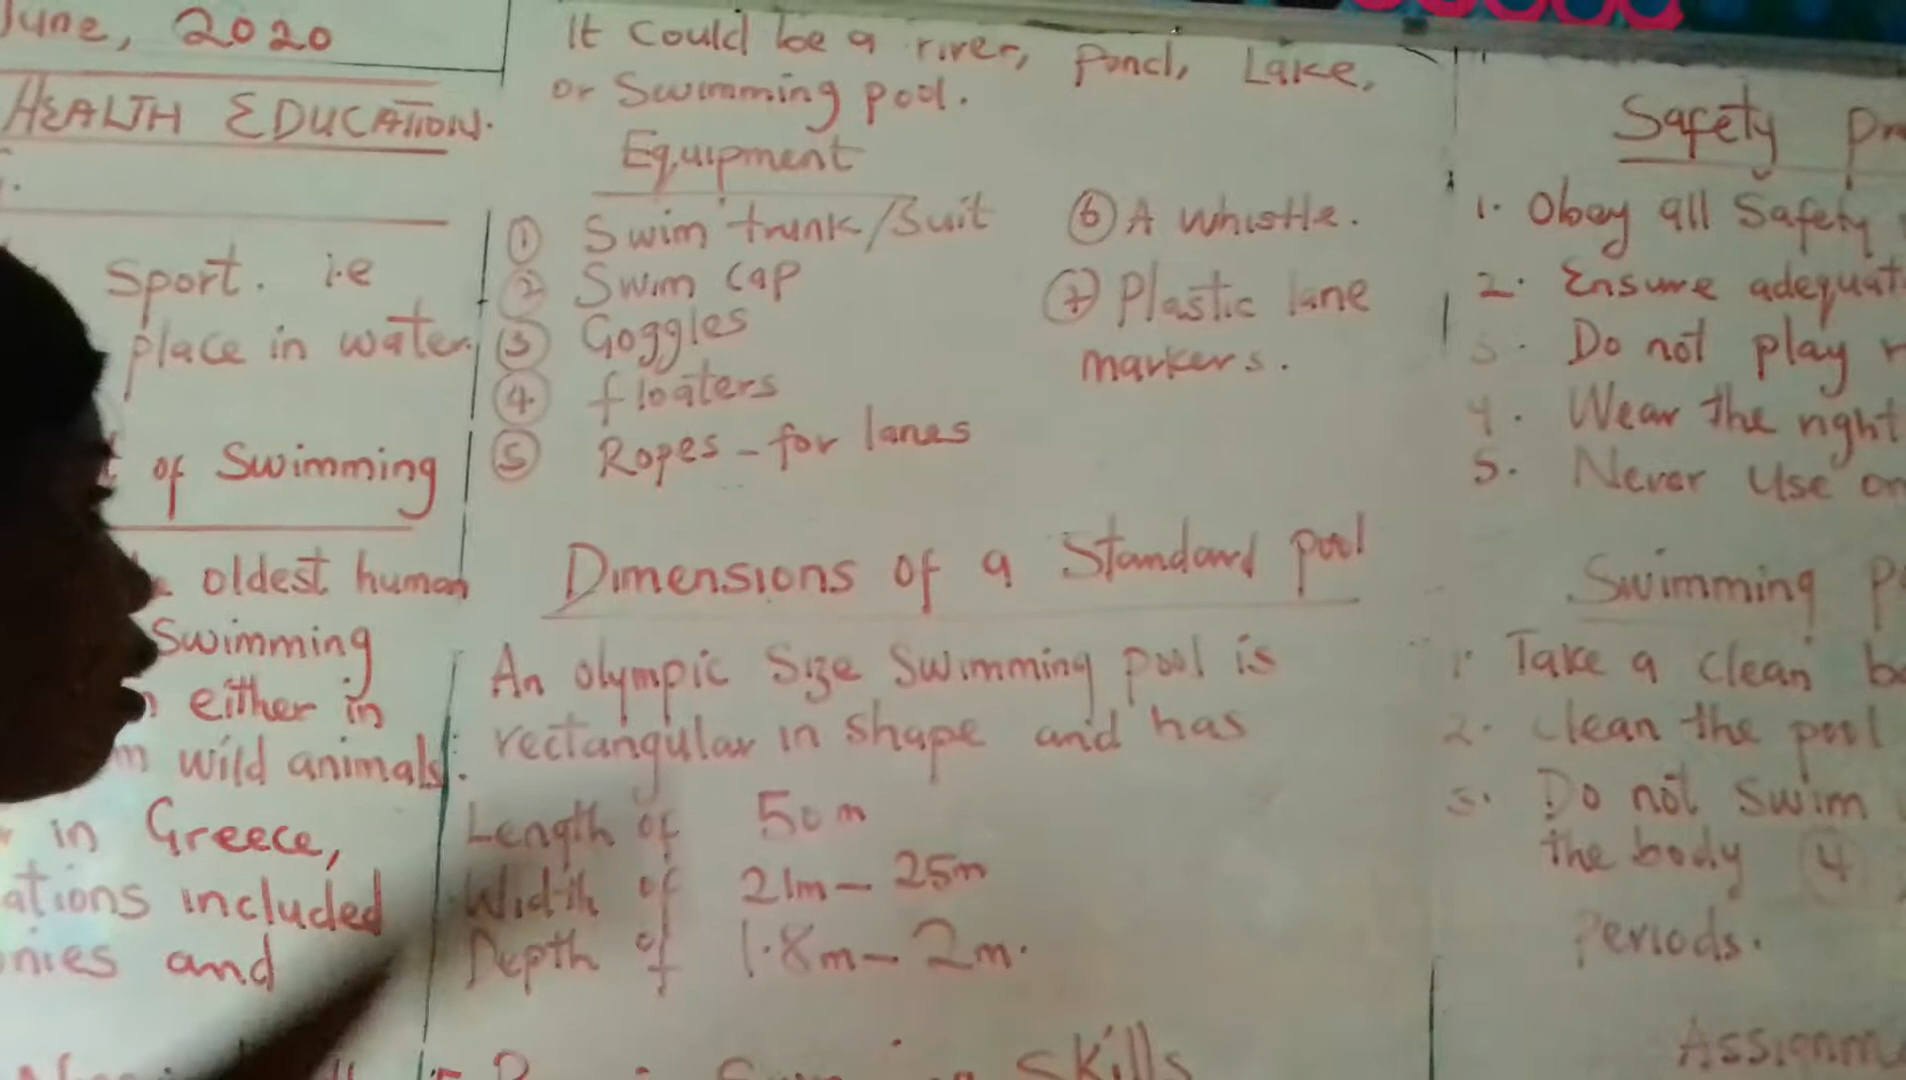 June, 2020
HEALTH EDUCATION.
Sport. i.e
place in water.
of Swimming
oldest human
Swimming
either in
wild animals.
in Greece,
included
and
It could be a river, pond, Lake,
or Swimming pool.
Equipment
① Swim trunk/Suit
② Swim cap
③ Goggles
④ floaters
⑤ Ropes - for lanes
⑥ A whistle.
⑦ Plastic lane
markers.
Dimensions of a Standard pool
An olympic Size Swimming pool is
rectangular in shape and has
Length of 50m
Width of 21m - 25m
Depth of 1.8m - 2m.
Skills
Safety
1. Obey all Safety
2. Ensure
3. Do not play
4. Wear the right
5. Never Use
Swimming
1. Take a clean
2. Clean the pool
3. Do not Swim
the body ④
Periods.